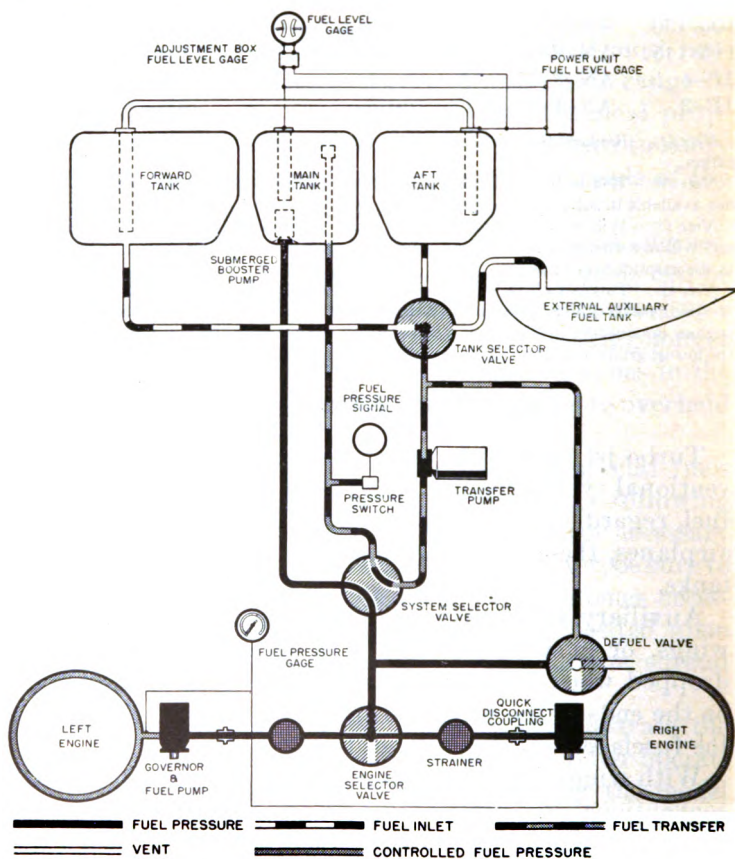 FUEL LEVEL
GAGE
ADJUSTMENT BOX
FUEL LEVEL GAGE
POWER UNIT
FUEL LEVEL GAGE
FORWARD
TANK
MAIN
TANK
AFT
TANK
SUBMERGED
BOOSTER
PUMP
EXTERNAL AUXILIARY
FUEL TANK
TANK SELECTOR
VALVE
FUEL
PRESSURE
SIGNAL
PRESSURE
SWITCH
TRANSFER
PUMP
SYSTEM SELECTOR
VALVE
DEFUEL VALVE
FUEL PRESSURE
GAGE
QUICK
DISCONNECT
COUPLING
LEFT
ENGINE
RIGHT
ENGINE
GOVERNOR
&
FUEL PUMP
ENGINE
SELECTOR
VALVE
STRAINER
FUEL PRESSURE
FUEL INLET
FUEL TRANSFER
VENT
CONTROLLED FUEL PRESSURE